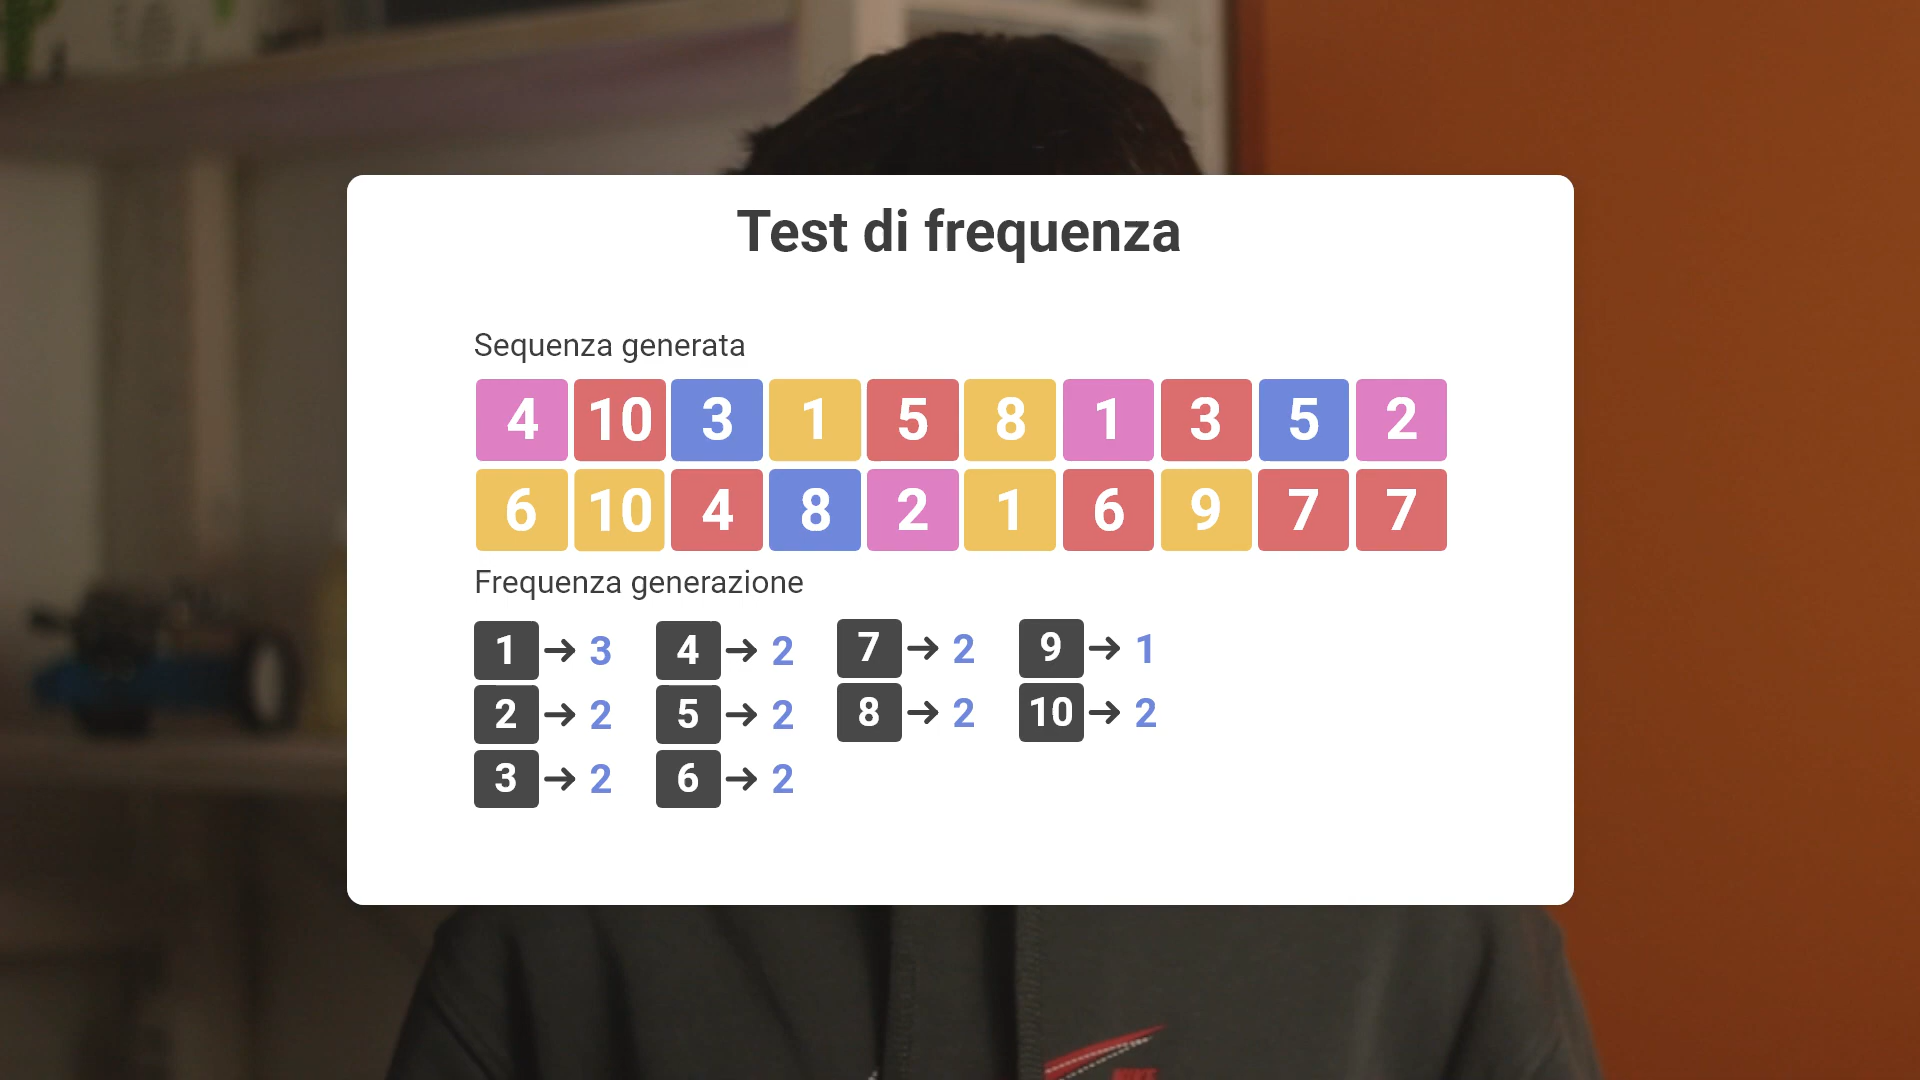 Test di frequenza
Sequenza generata
4 10 3 1 5 8 1 3 5 2
6 10 4 8 2 1 6 9 7 7
Frequenza generazione
1 → 3 4 → 2 7 → 2 9 → 1
2 → 2 5 → 2 8 → 2 10 → 2
3 → 2 6 → 2
NIKE